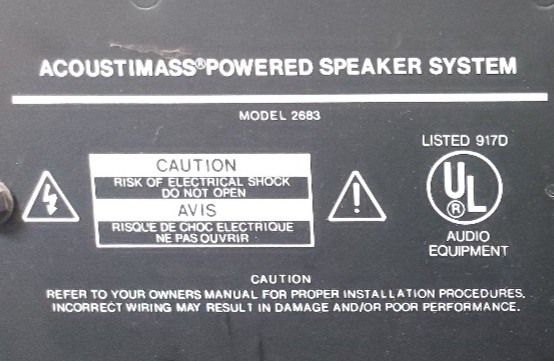 ACOUSTIMASS®POWERED SPEAKER SYSTEM
MODEL 2683
LISTED 917D
CAUTION
RISK OF ELECTRICAL SHOCK
DO NOT OPEN
AVIS
RISQUE DE CHOC ELECTRIQUE
NE PAS OUVRIR
UL
®
AUDIO
EQUIPMENT
CAUTION
REFER TO YOUR OWNERS MANUAL FOR PROPER INSTALLATION PROCEDURES.
INCORRECT WIRING MAY RESULT IN DAMAGE AND/OR POOR PERFORMANCE.